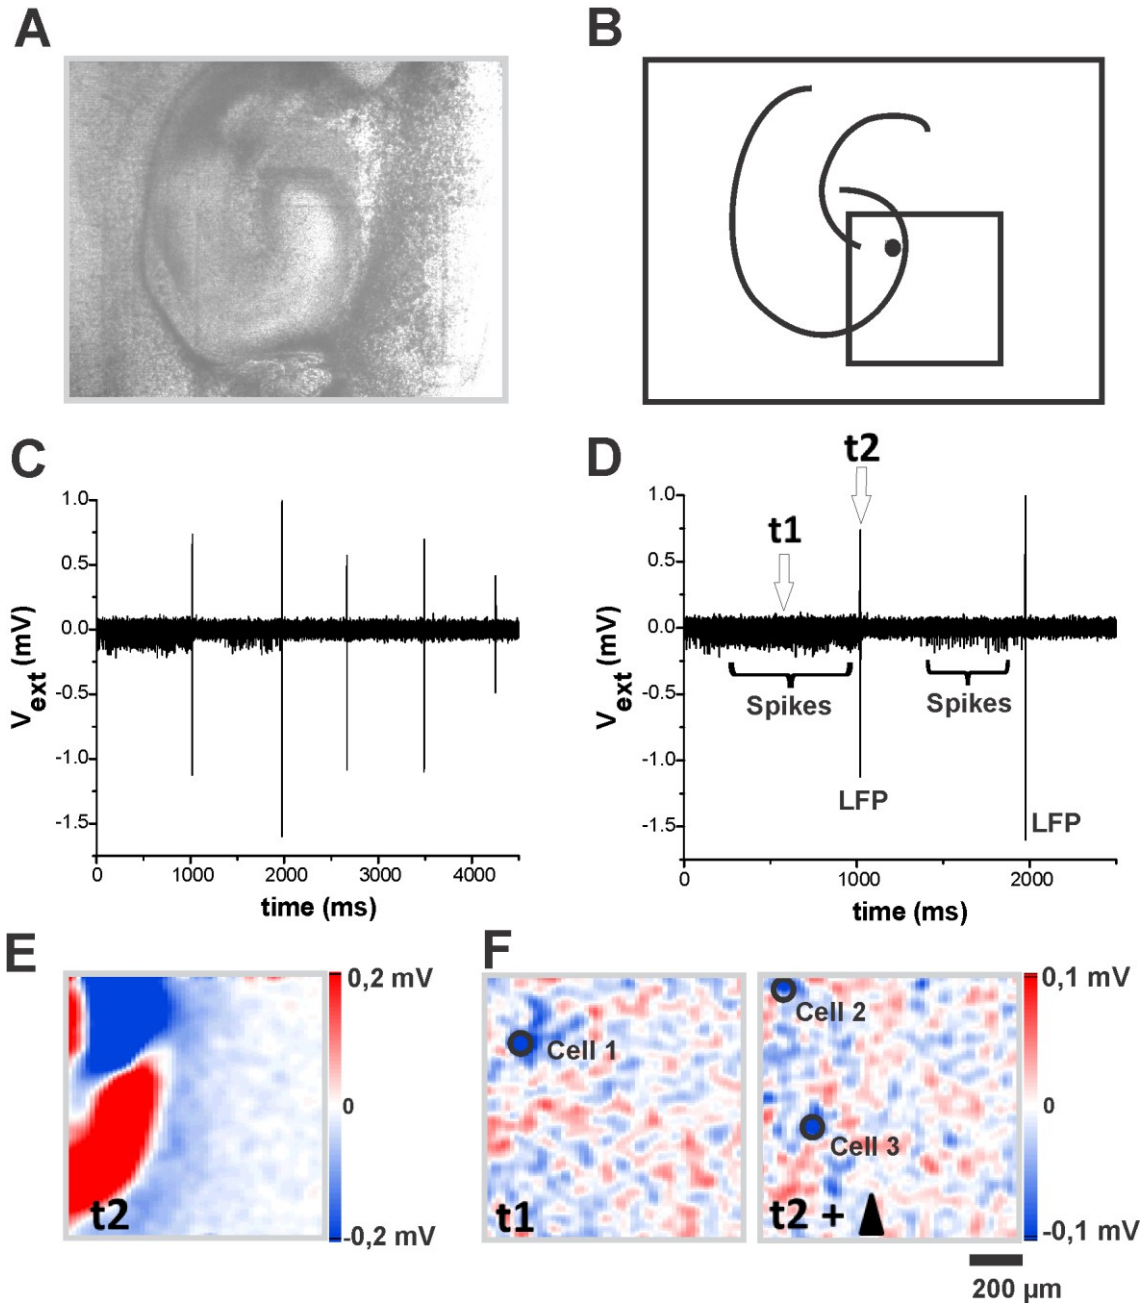 A
B
C
1.0
0.5
0.0
-0.5
-1.0
-1.5
Vext (mV)
0
1000
2000
3000
4000
time (ms)
D
t2
t1
1.0
0.5
0.0
-0.5
-1.0
-1.5
Vext (mV)
Spikes
Spikes
LFP
LFP
0
1000
2000
time (ms)
E
0,2 mV
0
-0,2 mV
t2
F
Cell 1
t1
Cell 2
Cell 3
t2 + ▲
0,1 mV
0
-0,1 mV
200 µm